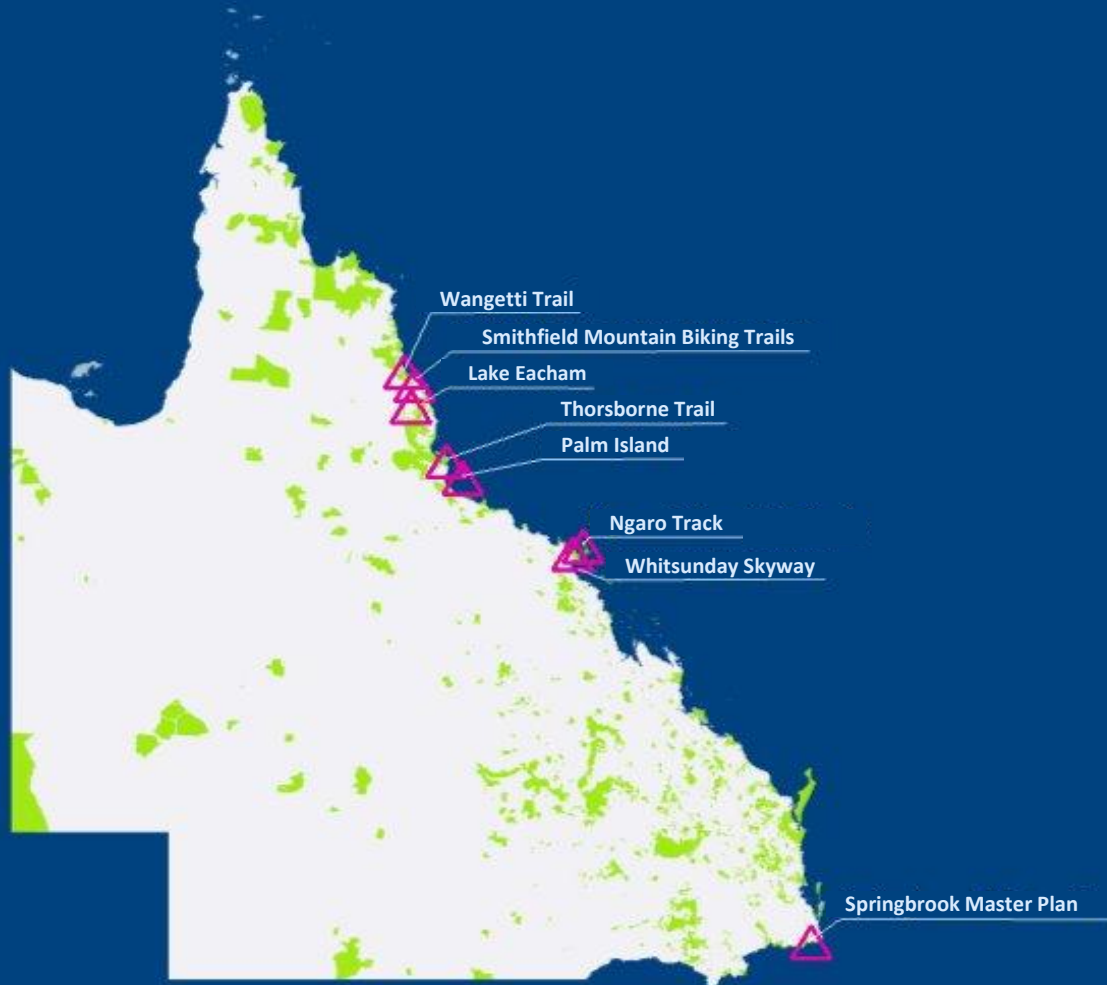 Wangetti Trail
Smithfield Mountain Biking Trails
Lake Eacham
Thorsborne Trail
Palm Island
Ngaro Track
Whitsunday Skyway
Springbrook Master Plan